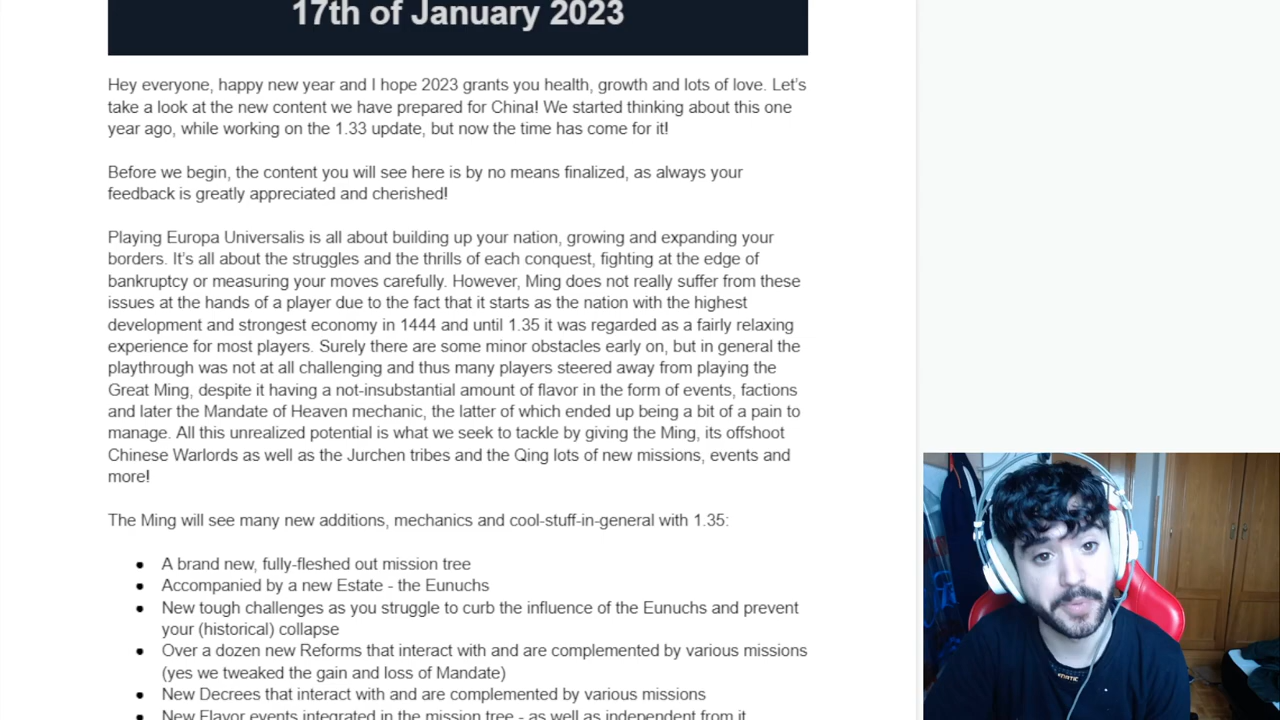 17th of January 2023
Hey everyone, happy new year and I hope 2023 grants you health, growth and lots of love. Let's
take a look at the new content we have prepared for China! We started thinking about this one
year ago, while working on the 1.33 update, but now the time has come for it!
Before we begin, the content you will see here is by no means finalized, as always your
feedback is greatly appreciated and cherished!
Playing Europa Universalis is all about building up your nation, growing and expanding your
borders. It's all about the struggles and the thrills of each conquest, fighting at the edge of
bankruptcy or measuring your moves carefully. However, Ming does not really suffer from these
issues at the hands of a player due to the fact that it starts as the nation with the highest
development and strongest economy in 1444 and until 1.35 it was regarded as a fairly relaxing
experience for most players. Surely there are some minor obstacles early on, but in general the
playthrough was not at all challenging and thus many players steered away from playing the
Great Ming, despite it having a not-insubstantial amount of flavor in the form of events, factions
and later the Mandate of Heaven mechanic, the latter of which ended up being a bit of a pain to
manage. All this unrealized potential is what we seek to tackle by giving the Ming, its offshoot
Chinese Warlords as well as the Jurchen tribes and the Qing lots of new missions, events and
more!
The Ming will see many new additions, mechanics and cool-stuff-in-general with 1.35:
● A brand new, fully-fleshed out mission tree
● Accompanied by a new Estate - the Eunuchs
● New tough challenges as you struggle to curb the influence of the Eunuchs and prevent
your (historical) collapse
● Over a dozen new Reforms that interact with and are complemented by various missions
(yes we tweaked the gain and loss of Mandate)
● New Decrees that interact with and are complemented by various missions
● New Flavor events integrated in the mission tree - as well as independent from it